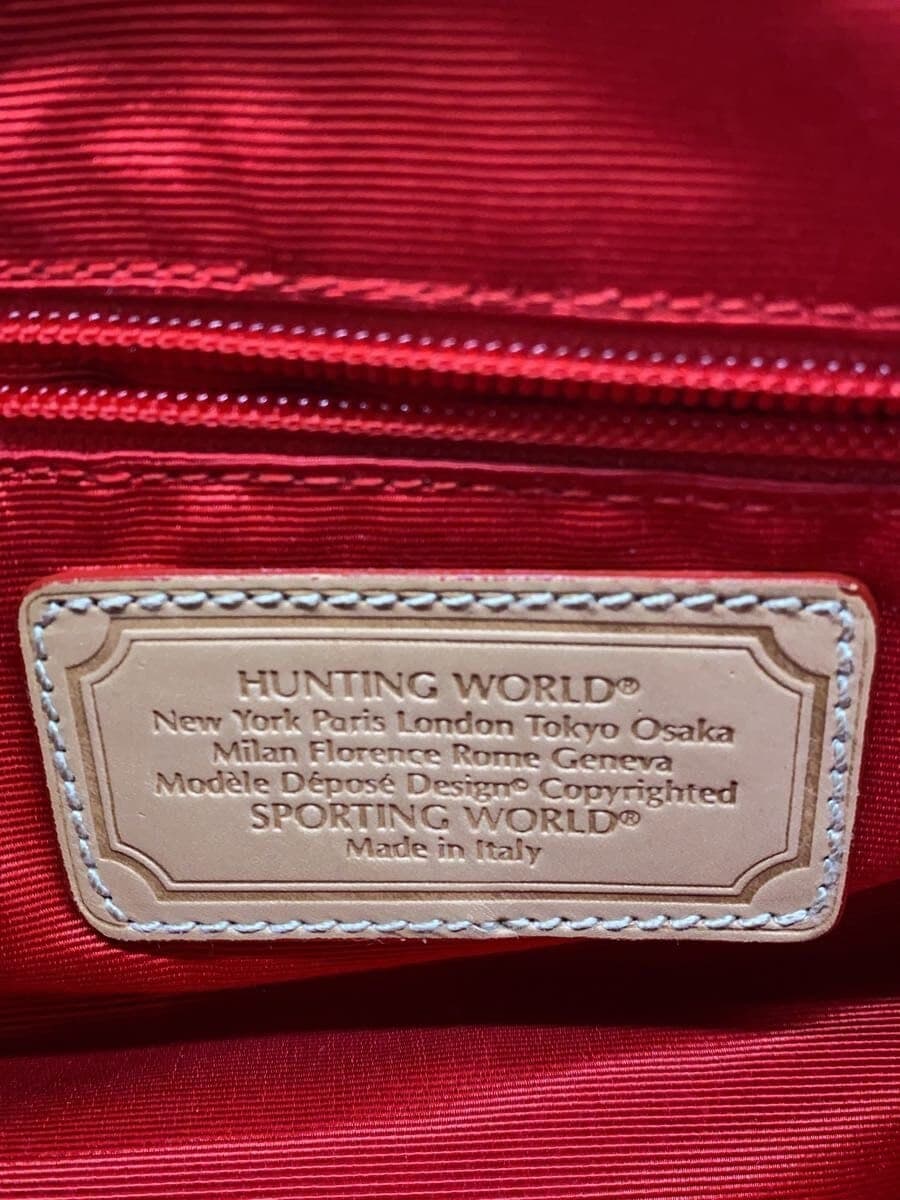 HUNTING WORLD®
New York Paris London Tokyo Osaka
Milan Florence Rome Geneva
Modèle Déposé Design© Copyrighted
SPORTING WORLD®
Made in Italy